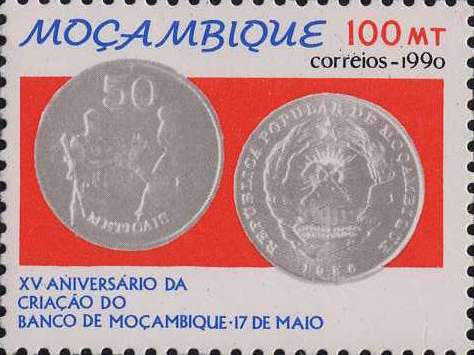 MOÇAMBIQUE
100 MT
correios-1990
50
METICAIS
REPÚBLICA POPULAR DE MOÇAMBIQUE
1986
XV ANIVERSÁRIO DA
CRIAÇÃO DO
BANCO DE MOÇAMBIQUE·17 DE MAIO